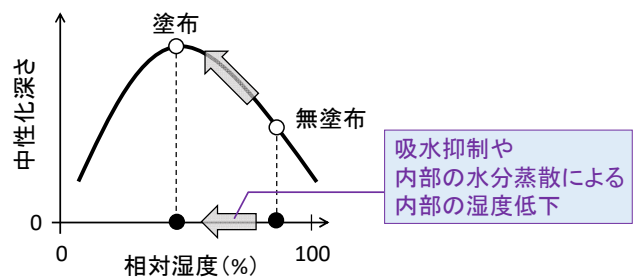 塗布
無塗布
中性化深さ
吸水抑制や
内部の水分蒸散による
内部の湿度低下
0
0
100
相対湿度(%)